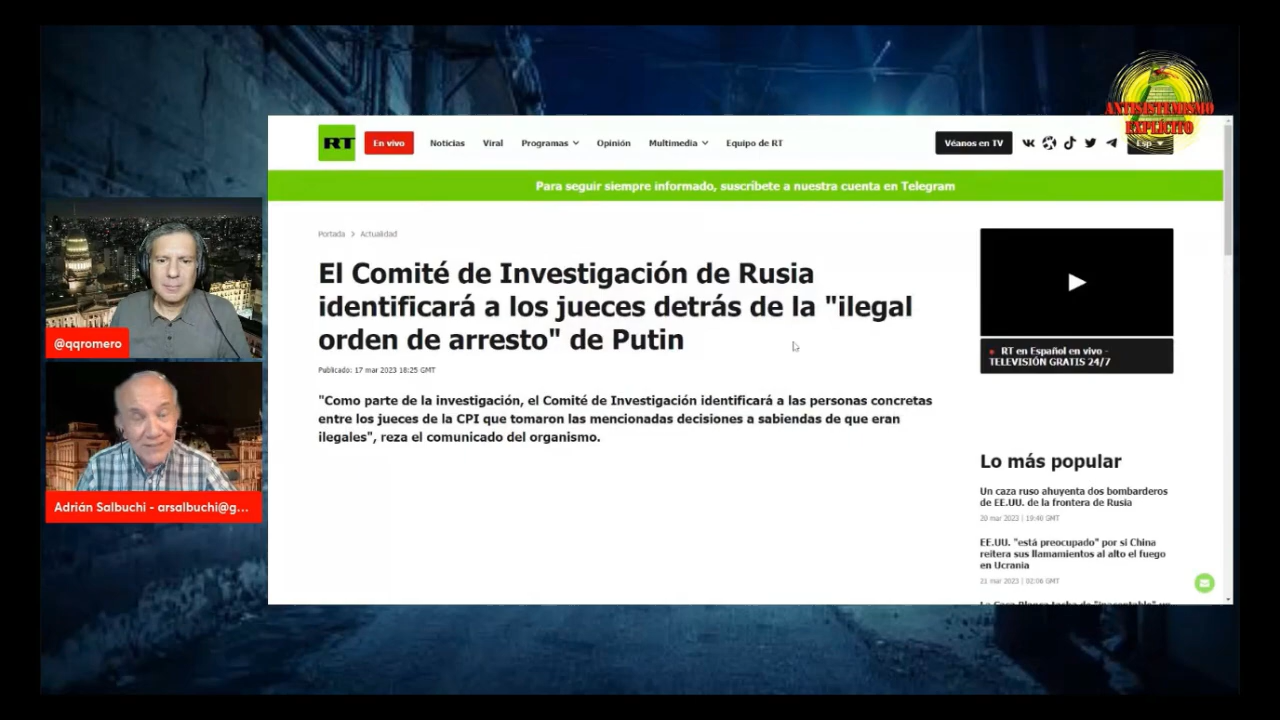 ANTISISTEMISMO
EXPLÍCITO
RT
En vivo
Noticias
Viral
Programas
Opinión
Multimedia
Equipo de RT
Véanos en TV
Esp
Para seguir siempre informado, suscríbete a nuestra cuenta en Telegram
Portada > Actualidad
El Comité de Investigación de Rusia
identificará a los jueces detrás de la "ilegal
orden de arresto" de Putin
Publicado: 17 mar 2023 18:25 GMT
"Como parte de la investigación, el Comité de Investigación identificará a las personas concretas
entre los jueces de la CPI que tomaron las mencionadas decisiones a sabiendas de que eran
ilegales", reza el comunicado del organismo.
RT en Español en vivo -
TELEVISIÓN GRATIS 24/7
Lo más popular
Un caza ruso ahuyenta dos bombarderos
de EE.UU. de la frontera de Rusia
20 mar 2023 | 19:46 GMT
EE.UU. "está preocupado" por si China
reitera sus llamamientos al alto el fuego
en Ucrania
21 mar 2023 | 02:06 GMT
@qqromero
Adrián Salbuchi - arsalbuchi@g...